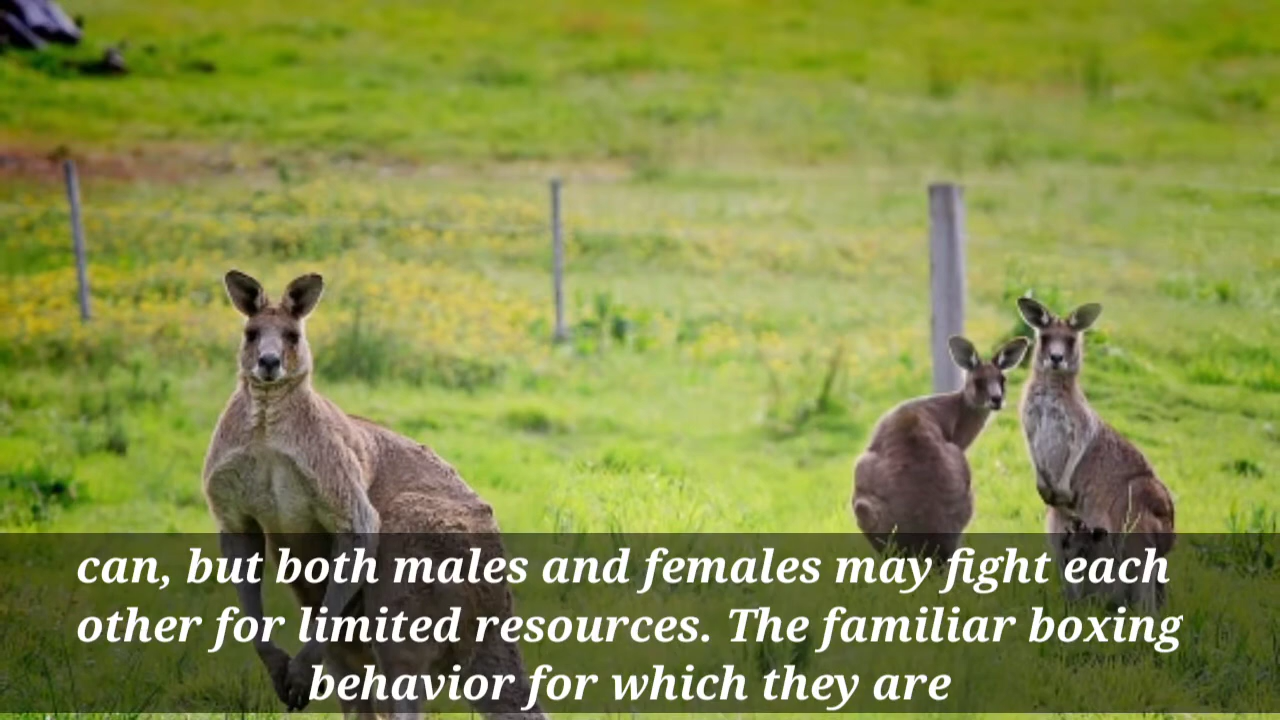 can, but both males and females may fight each
other for limited resources. The familiar boxing
behavior for which they are